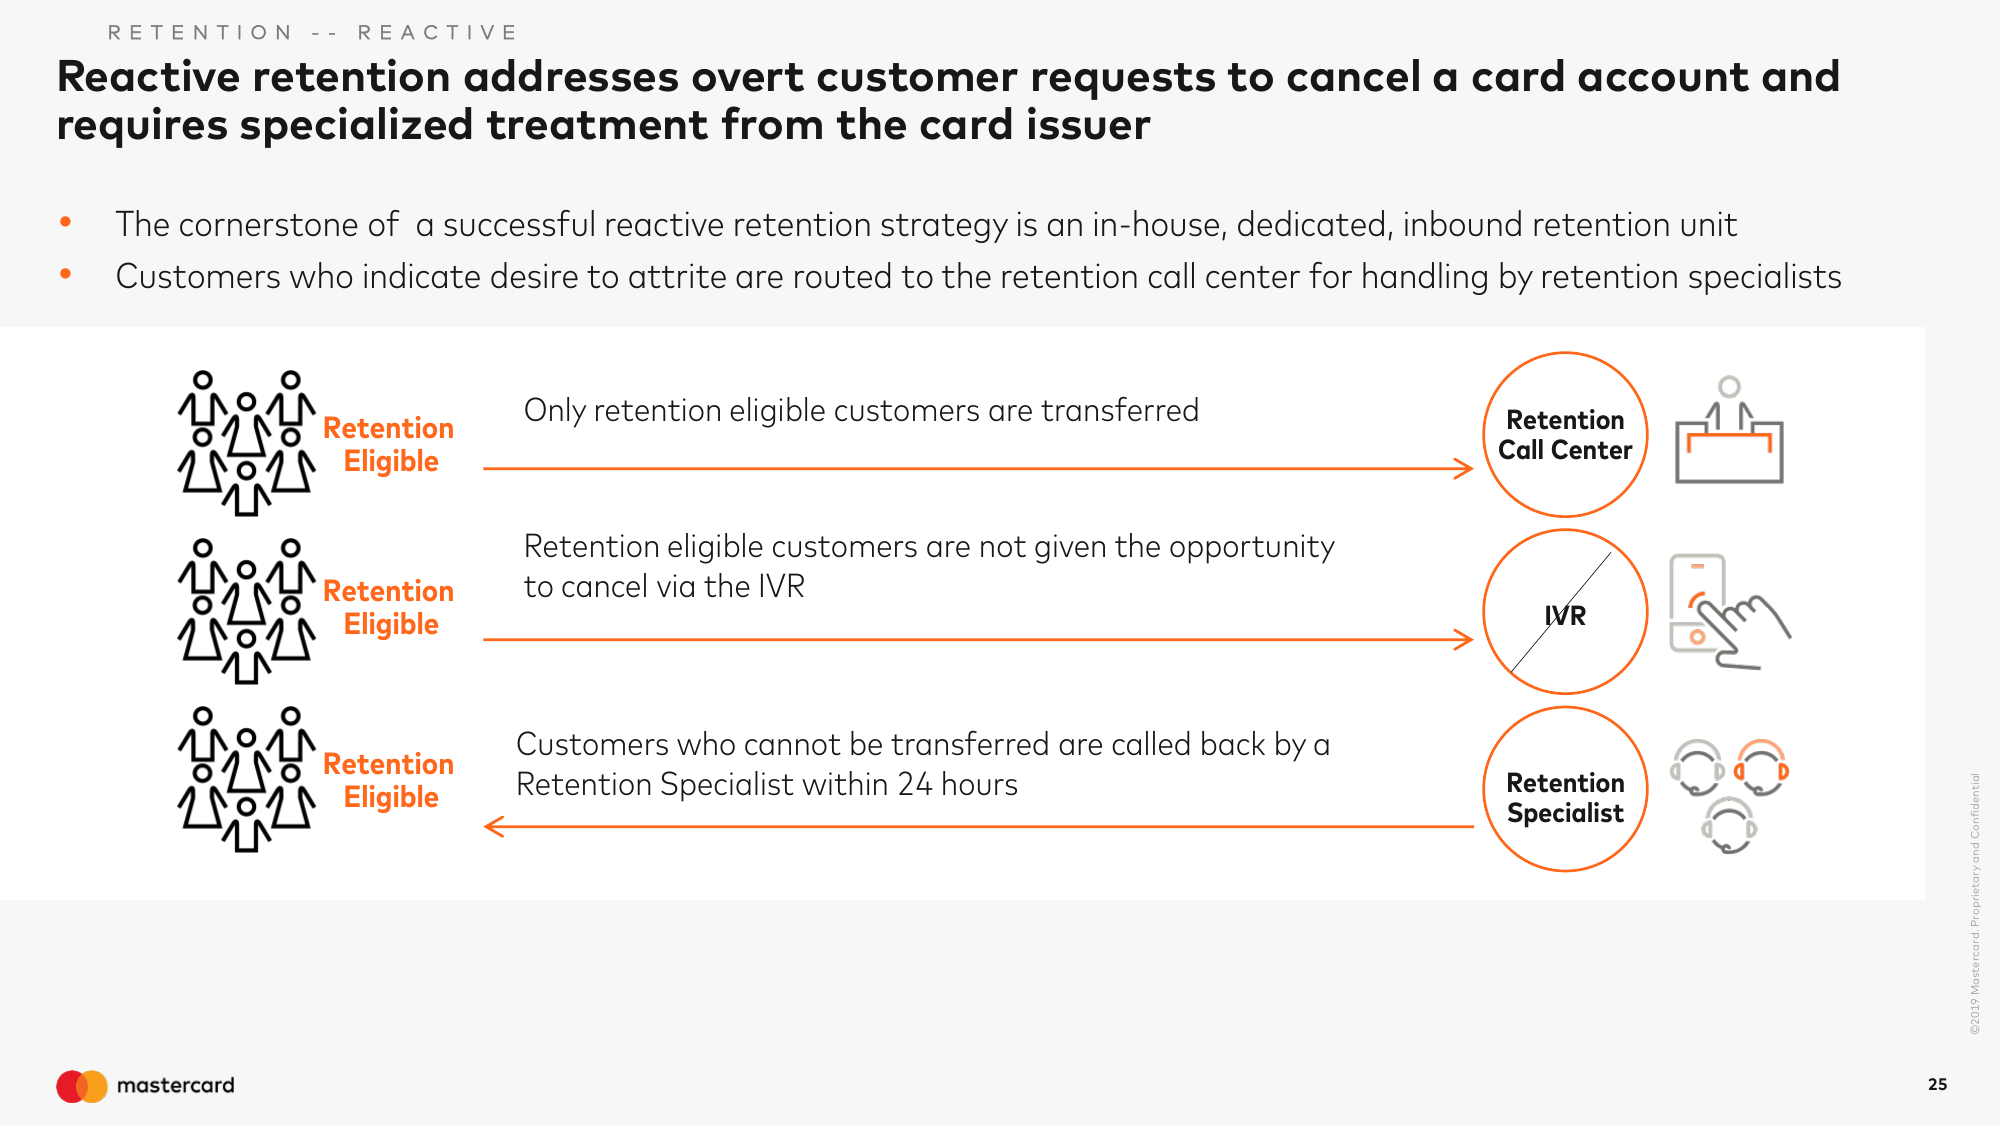 RETENTION -- REACTIVE
Reactive retention addresses overt customer requests to cancel a card account and
requires specialized treatment from the card issuer
• The cornerstone of  a successful reactive retention strategy is an in-house, dedicated, inbound retention unit
• Customers who indicate desire to attrite are routed to the retention call center for handling by retention specialists
Retention
Eligible
Only retention eligible customers are transferred
Retention
Call Center
Retention
Eligible
Retention eligible customers are not given the opportunity
to cancel via the IVR
IVR
Retention
Eligible
Customers who cannot be transferred are called back by a
Retention Specialist within 24 hours
Retention
Specialist
©2019 Mastercard. Proprietary and Confidential
mastercard
25